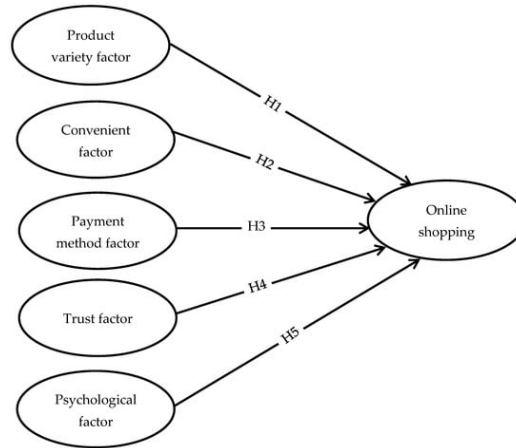 Product
variety factor
H1
Convenient
factor
H2
Payment
method factor
H3
Online
shopping
Trust factor
H4
Psychological
factor
H5